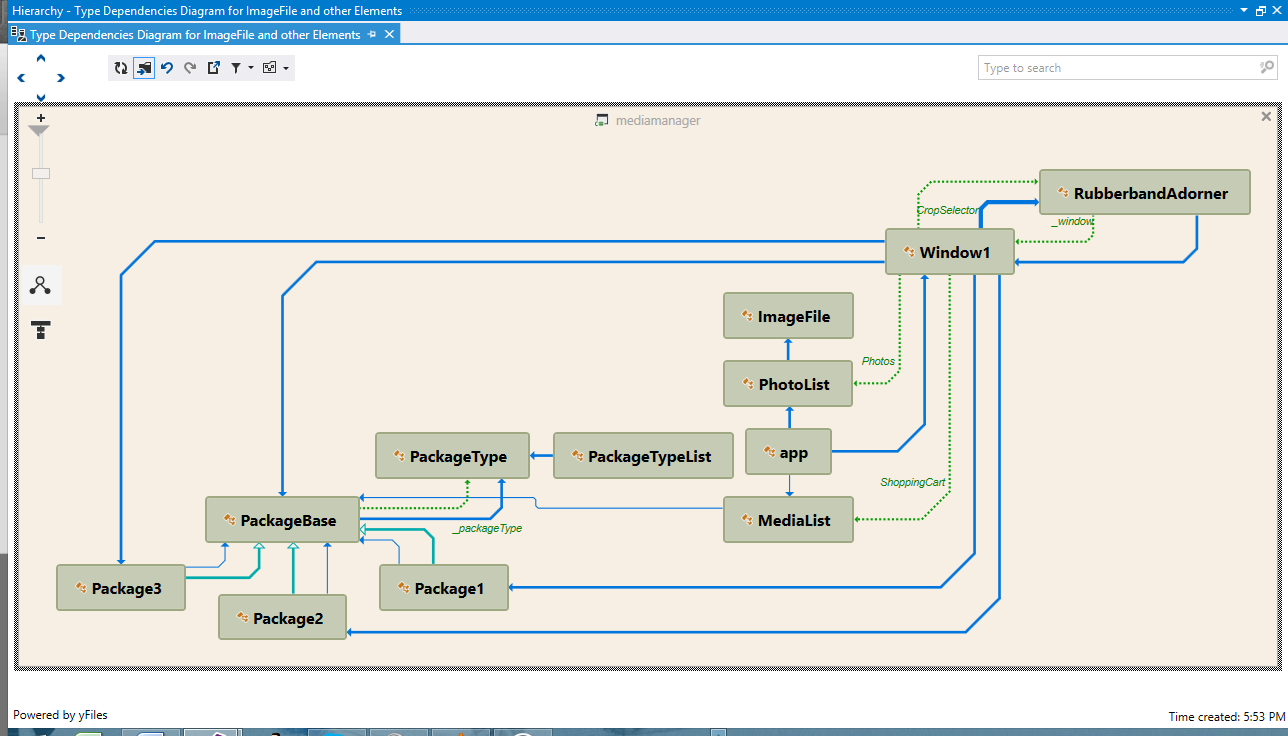 Hierarchy - Type Dependencies Diagram for ImageFile and other Elements
Type Dependencies Diagram for ImageFile and other Elements
Type to search
mediamanager
RubberbandAdorner
CropSelector
_window
Window1
ImageFile
Photos
PhotoList
app
PackageType
PackageTypeList
ShoppingCart
PackageBase
_packageType
MediaList
Package3
Package1
Package2
Powered by yFiles
Time created: 5:53 PM